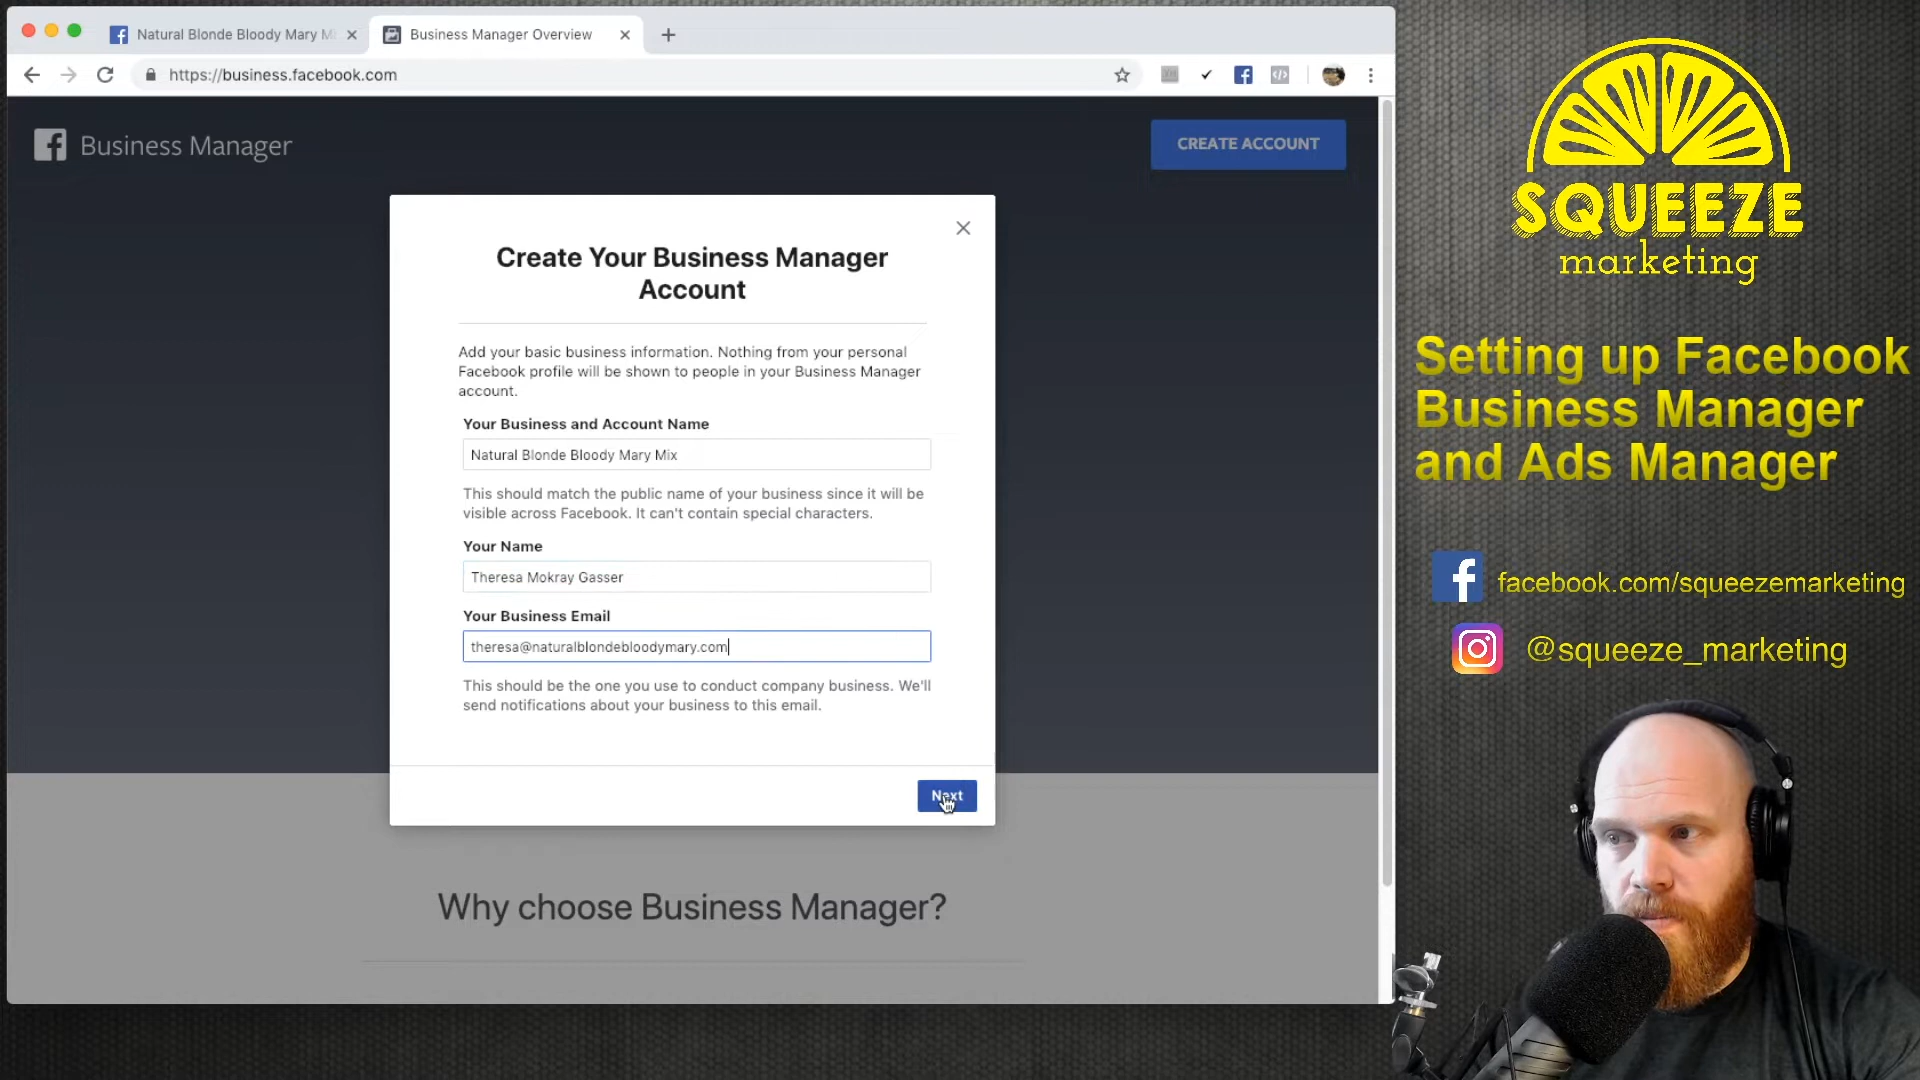 Natural Blonde Bloody Mary M
Business Manager Overview
https://business.facebook.com
Business Manager
CREATE ACCOUNT
Create Your Business Manager
Account
Add your basic business information. Nothing from your personal
Facebook profile will be shown to people in your Business Manager
account.
Your Business and Account Name
Natural Blonde Bloody Mary Mix
This should match the public name of your business since it will be
visible across Facebook. It can't contain special characters.
Your Name
Theresa Mokray Gasser
Your Business Email
theresa@naturalblondebloodymary.com
This should be the one you use to conduct company business. We'll
send notifications about your business to this email.
Next
Why choose Business Manager?
SQUEEZE
marketing
Setting up Facebook
Business Manager
and Ads Manager
facebook.com/squeezemarketing
@squeeze_marketing